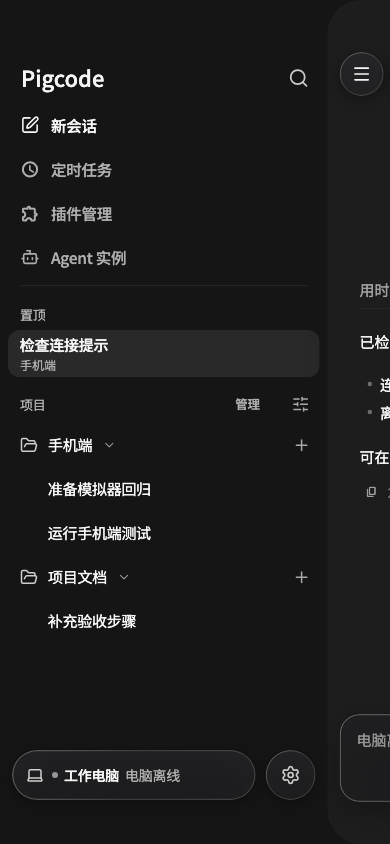 Pigcode
新会话
定时任务
插件管理
Agent 实例
置顶
检查连接提示
手机端
项目 管理
手机端
准备模拟器回归
运行手机端测试
项目文档
补充验收步骤
工作电脑 电脑离线
用时
已检
连
离
可在
电脑离